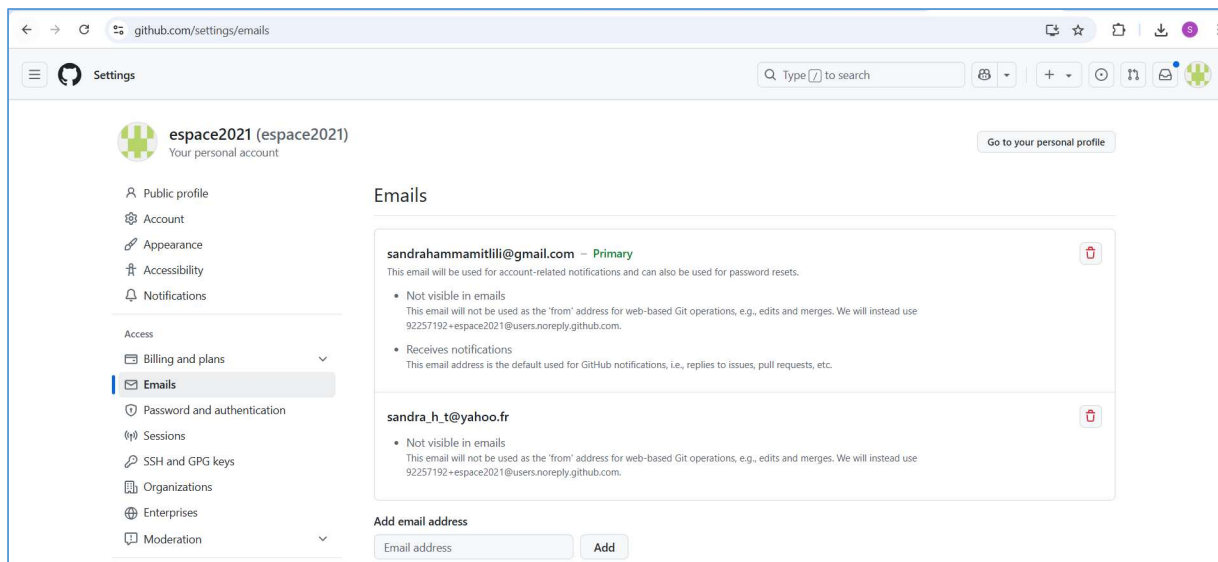 github.com/settings/emails
S
Settings
Type / to search
espace2021 (espace2021)
Your personal account
Go to your personal profile
Public profile
Account
Appearance
Accessibility
Notifications
Access
Billing and plans
Emails
Password and authentication
Sessions
SSH and GPG keys
Organizations
Enterprises
Moderation
Emails
sandrahammamitlili@gmail.com – Primary
This email will be used for account-related notifications and can also be used for password resets.
• Not visible in emails
This email will not be used as the 'from' address for web-based Git operations, e.g., edits and merges. We will instead use
92257192+espace2021@users.noreply.github.com.
• Receives notifications
This email address is the default used for GitHub notifications, i.e., replies to issues, pull requests, etc.
sandra_h_t@yahoo.fr
• Not visible in emails
This email will not be used as the 'from' address for web-based Git operations, e.g., edits and merges. We will instead use
92257192+espace2021@users.noreply.github.com.
Add email address
Email address
Add